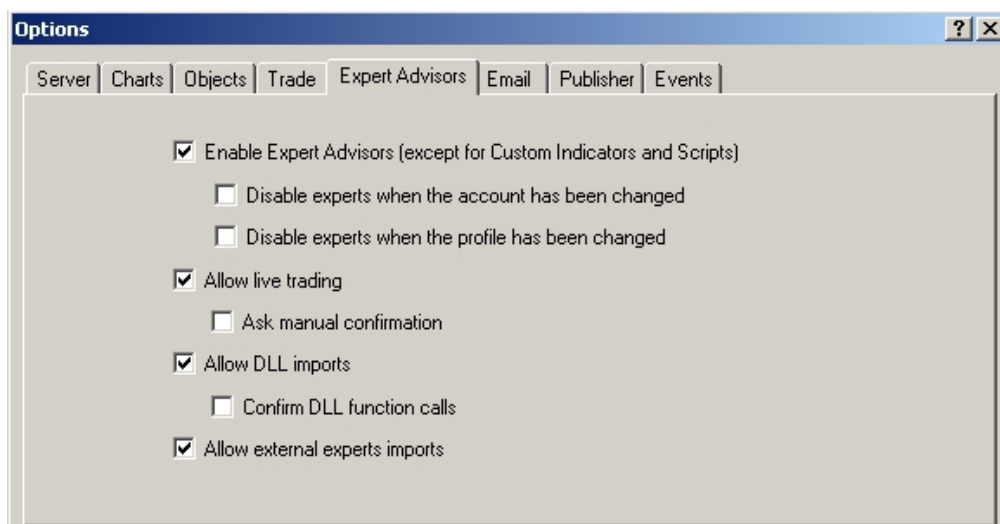 Options
Server Charts Objects Trade Expert Advisors Email Publisher Events
Enable Expert Advisors (except for Custom Indicators and Scripts)
Disable experts when the account has been changed
Disable experts when the profile has been changed
Allow live trading
Ask manual confirmation
Allow DLL imports
Confirm DLL function calls
Allow external experts imports